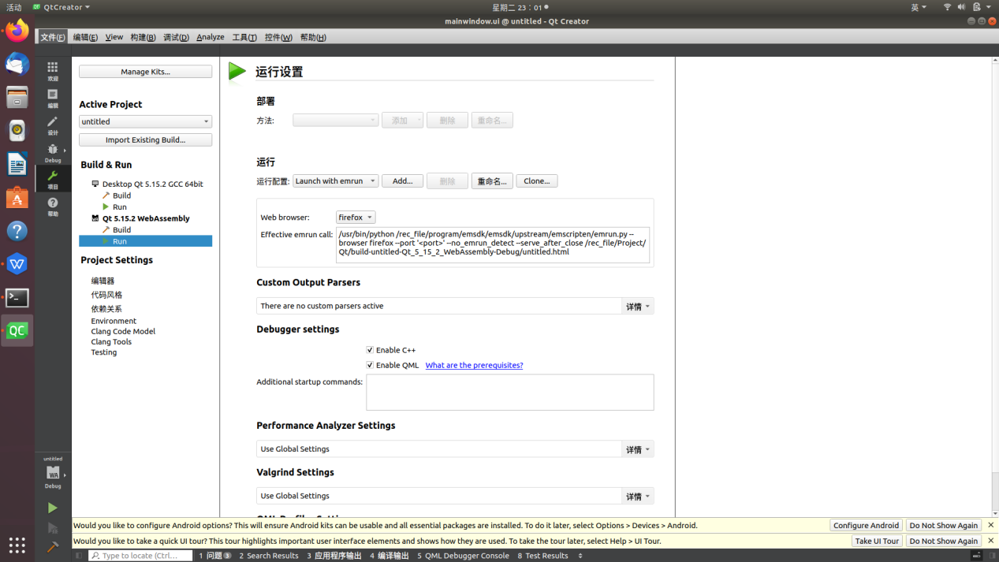 活动 QtCreator 星期二 23：01 英
mainwindow.ui @ untitled - Qt Creator
文件(F) 编辑(E) View 构建(B) 调试(D) Analyze 工具(T) 控件(W) 帮助(H)
欢迎
编辑
设计
Debug
项目
帮助
untitled
WA
Debug
Manage Kits...
Active Project
untitled
Import Existing Build...
Build & Run
Desktop Qt 5.15.2 GCC 64bit
Build
Run
Qt 5.15.2 WebAssembly
Build
Run
Project Settings
编辑器
代码风格
依赖关系
Environment
Clang Code Model
Clang Tools
Testing
运行设置
部署
方法: 添加 删除 重命名...
运行
运行配置: Launch with emrun Add... 删除 重命名... Clone...
Web browser: firefox
Effective emrun call: /usr/bin/python /rec_file/program/emsdk/emsdk/upstream/emscripten/emrun.py --
browser firefox --port '<port>' --no_emrun_detect --serve_after_close /rec_file/Project/
Qt/build-untitled-Qt_5_15_2_WebAssembly-Debug/untitled.html
Custom Output Parsers
There are no custom parsers active 详情
Debugger settings
Enable C++
Enable QML What are the prerequisites?
Additional startup commands:
Performance Analyzer Settings
Use Global Settings 详情
Valgrind Settings
Use Global Settings 详情
Would you like to configure Android options? This will ensure Android kits can be usable and all essential packages are installed. To do it later, select Options > Devices > Android. Configure Android Do Not Show Again
Would you like to take a quick UI tour? This tour highlights important user interface elements and shows how they are used. To take the tour later, select Help > UI Tour. Take UI Tour Do Not Show Again
Type to locate (Ctrl... 1 问题 3 2 Search Results 3 应用程序输出 4 编译输出 5 QML Debugger Console 8 Test Results
QC